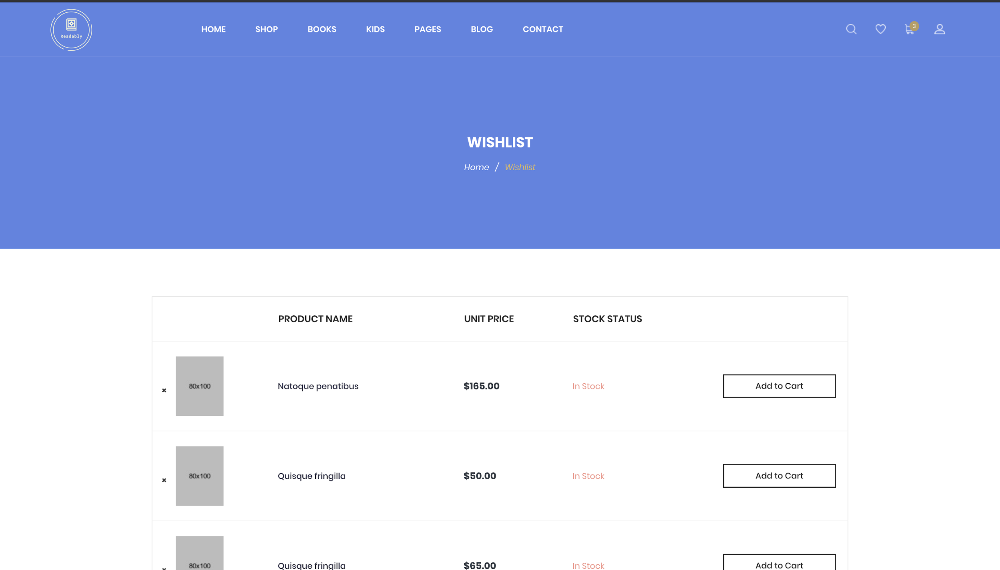 Readably
HOME SHOP BOOKS KIDS PAGES BLOG CONTACT
3
WISHLIST
Home / Wishlist
PRODUCT NAME UNIT PRICE STOCK STATUS
80x100 Natoque penatibus $165.00 In Stock Add to Cart
80x100 Quisque fringilla $50.00 In Stock Add to Cart
80x100 Quisque fringilla $65.00 In Stock Add to Cart